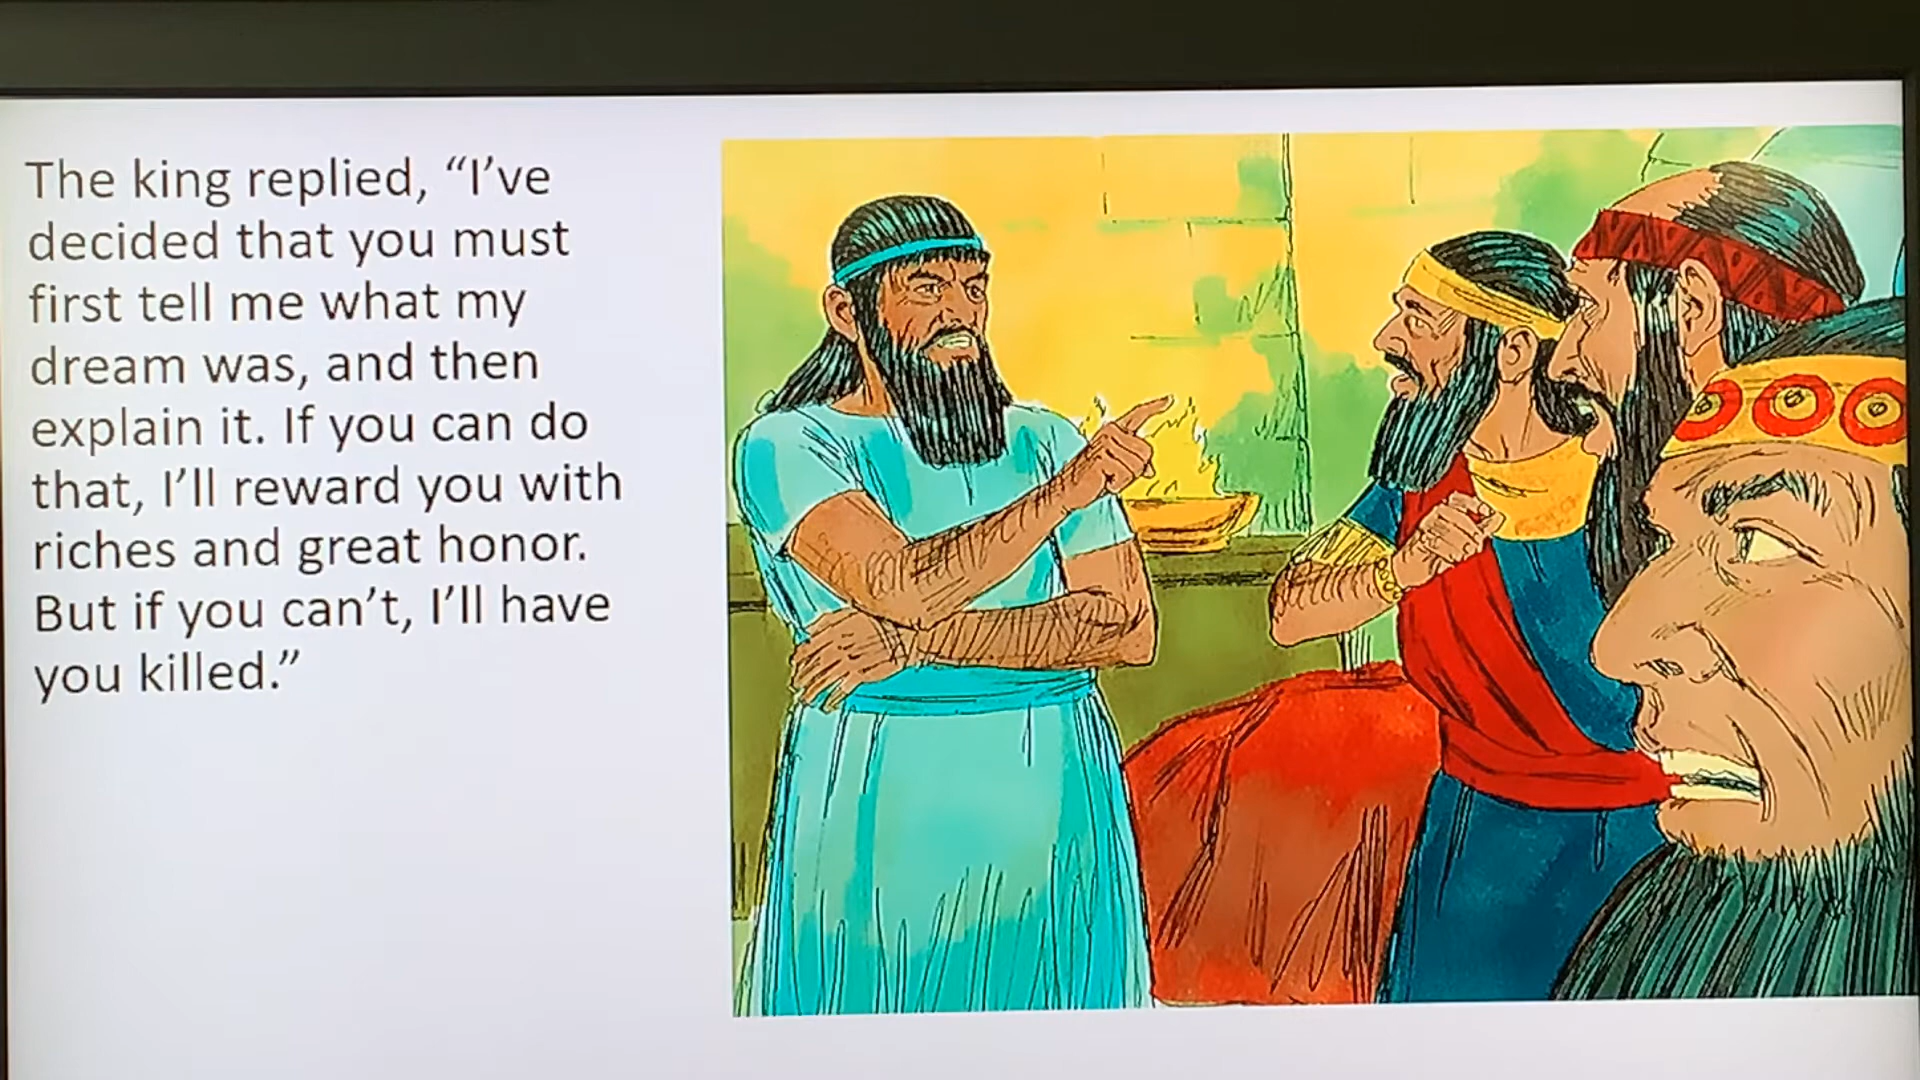 The king replied, “I’ve
decided that you must
first tell me what my
dream was, and then
explain it. If you can do
that, I’ll reward you with
riches and great honor.
But if you can’t, I’ll have
you killed.”